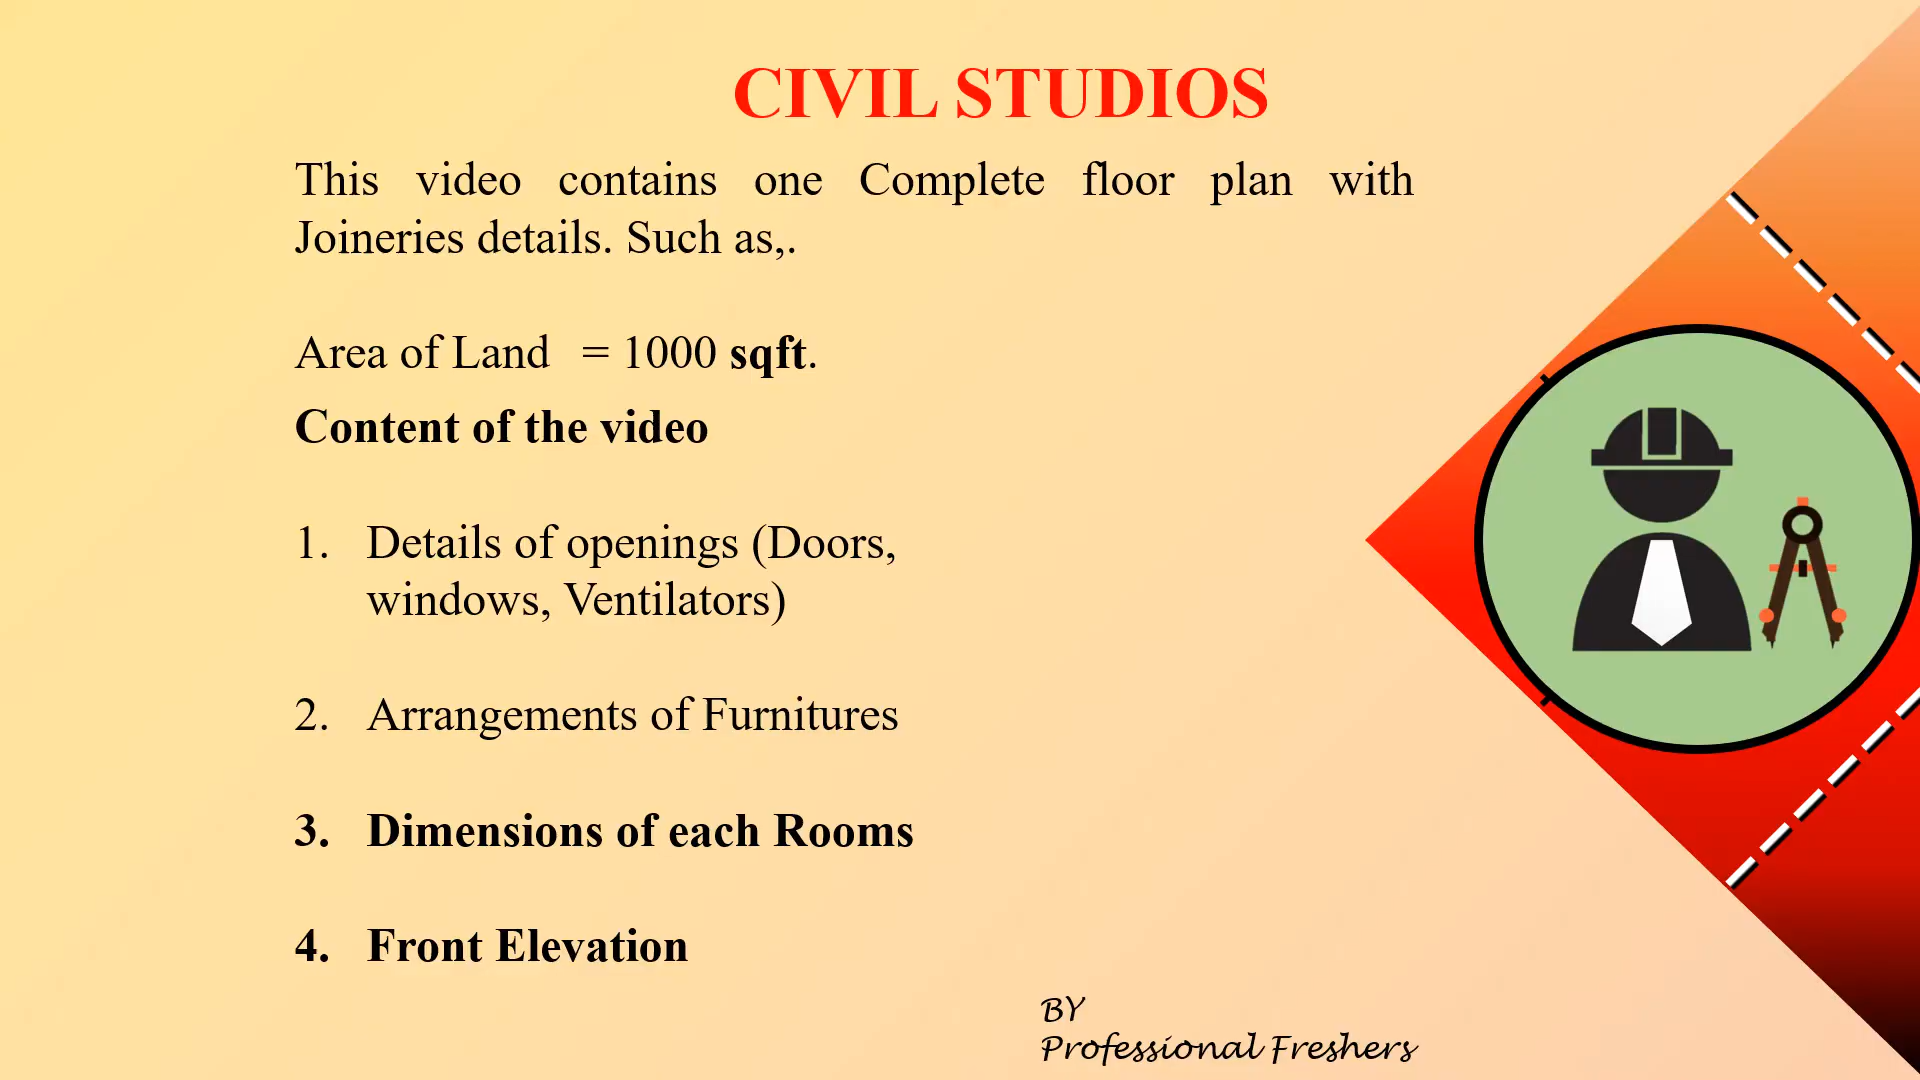 CIVIL STUDIOS
This video contains one Complete floor plan with
Joineries details. Such as,.
Area of Land = 1000 sqft.
Content of the video
1. Details of openings (Doors,
windows, Ventilators)
2. Arrangements of Furnitures
3. Dimensions of each Rooms
4. Front Elevation
BY
Professional Freshers